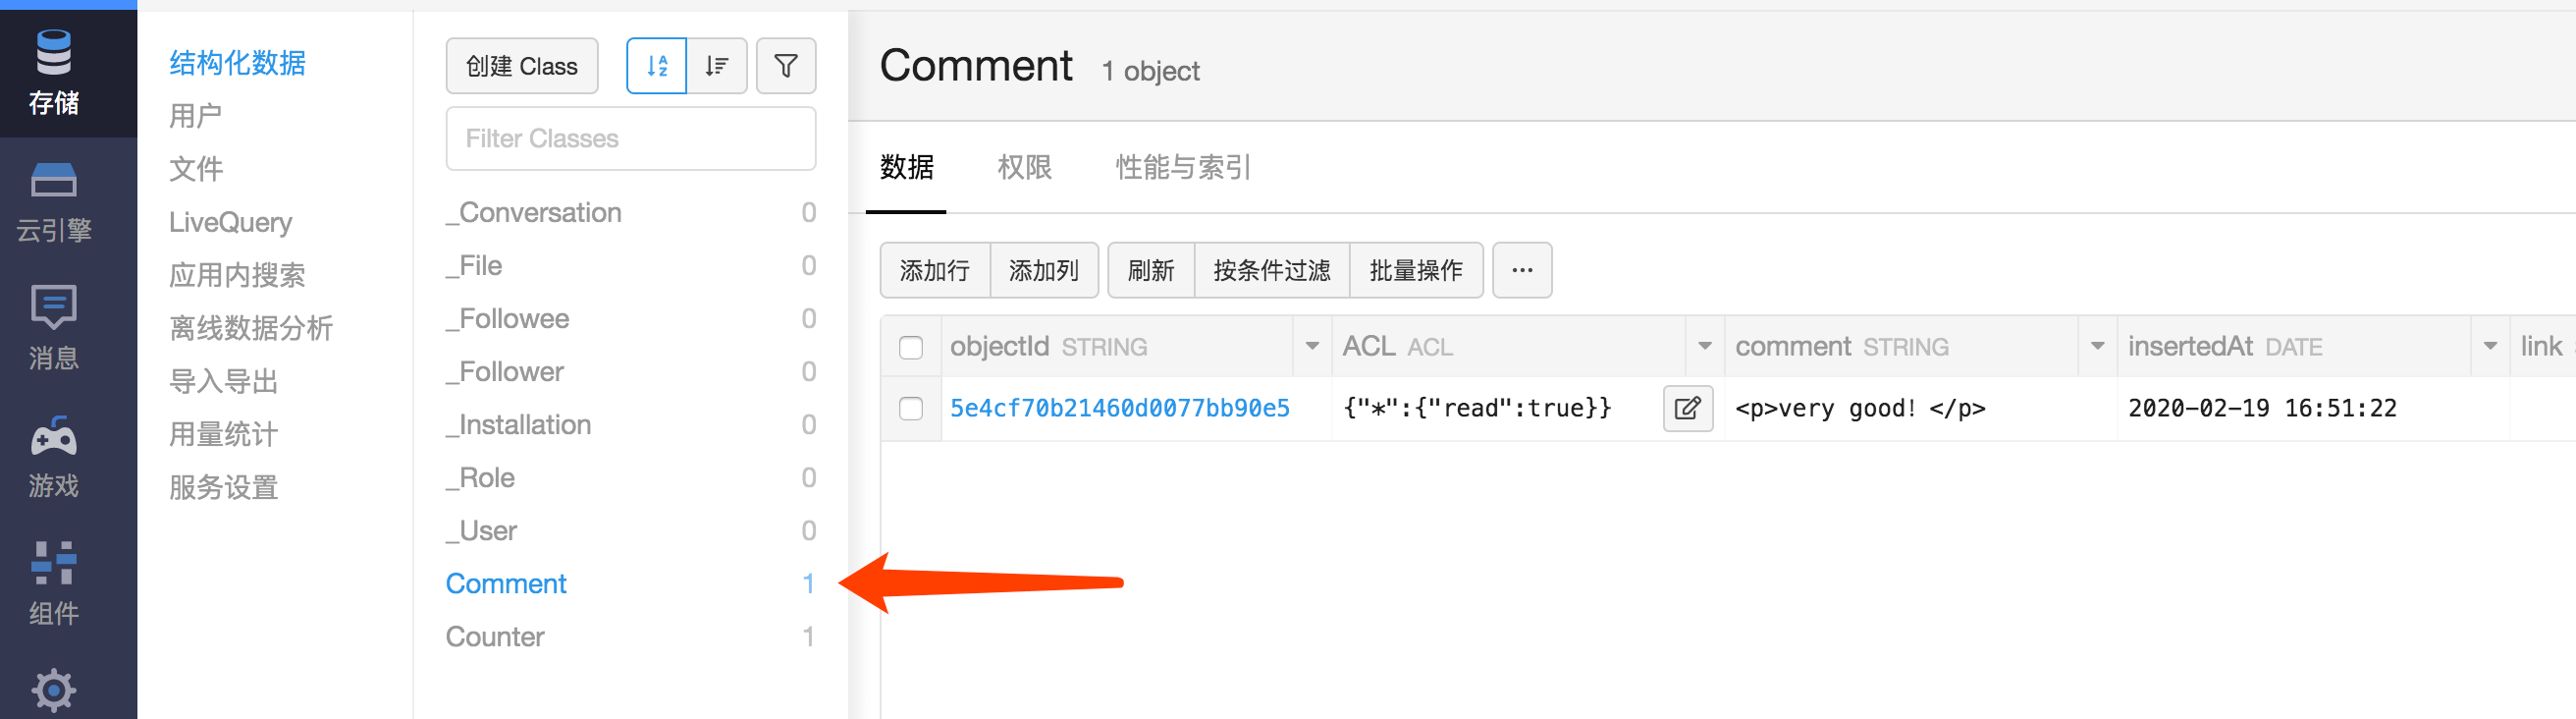 存储
云引擎
消息
游戏
组件
结构化数据
用户
文件
LiveQuery
应用内搜索
离线数据分析
导入导出
用量统计
服务设置
创建 Class
Filter Classes
_Conversation 0
_File 0
_Followee 0
_Follower 0
_Installation 0
_Role 0
_User 0
Comment 1
Counter 1
Comment 1 object
数据 权限 性能与索引
添加行 添加列 刷新 按条件过滤 批量操作 ···
objectId STRING ACL ACL comment STRING insertedAt DATE link
5e4cf70b21460d0077bb90e5 {"*":{"read":true}} <p>very good! </p> 2020-02-19 16:51:22